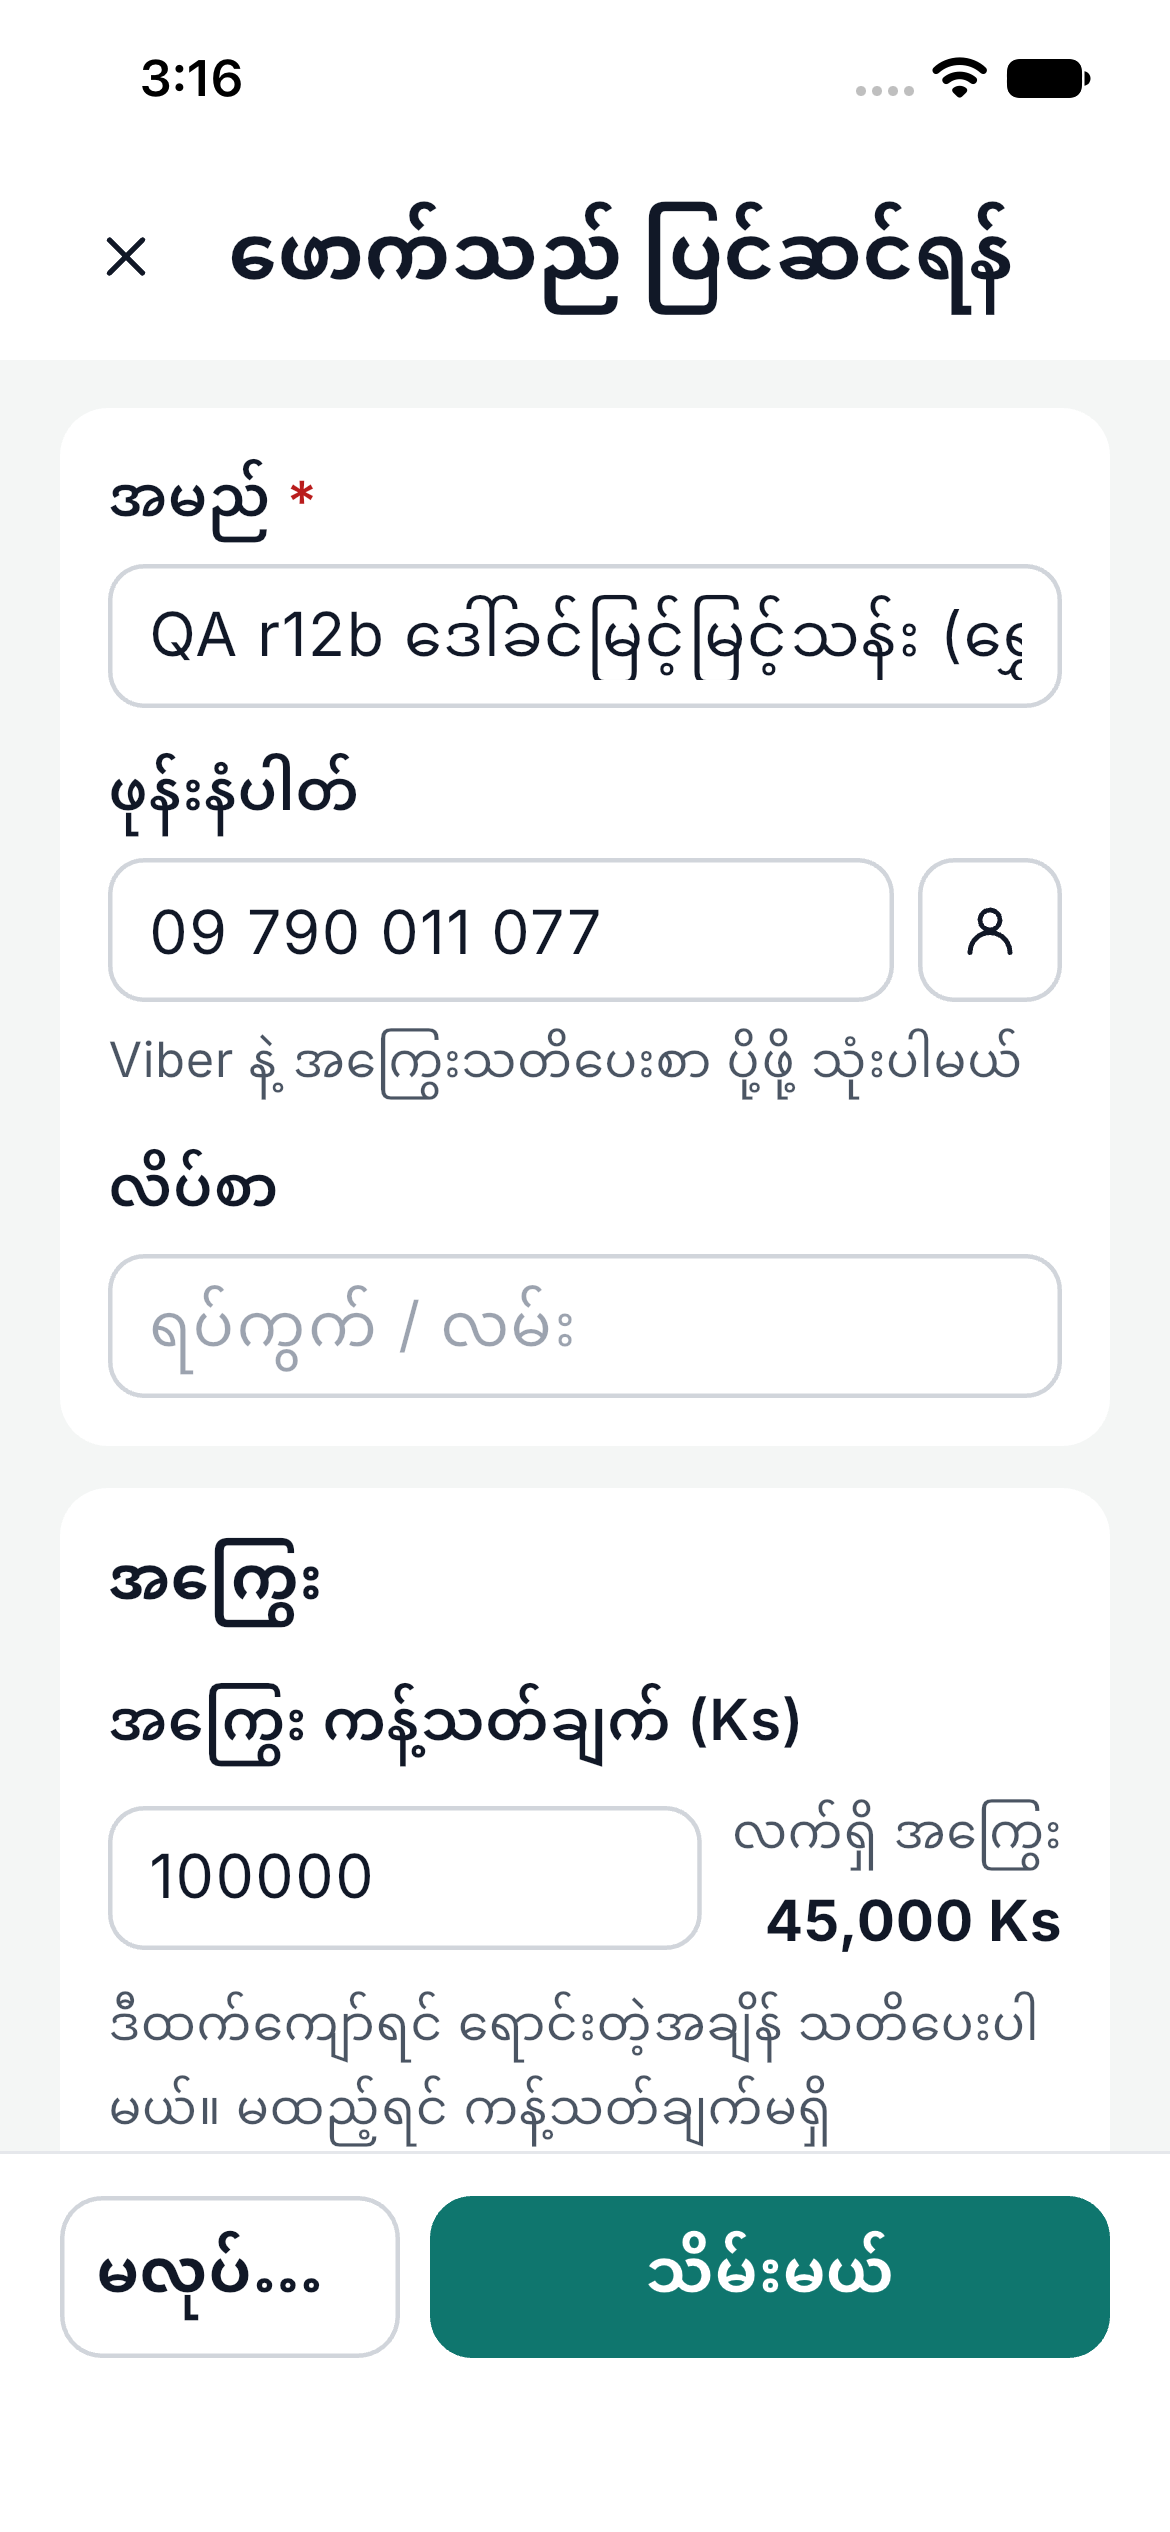 3:16
ဖောက်သည် ပြင်ဆင်ရန်
အမည် *
QA r12b ဒေါ်ခင်မြင့်မြင့်သန်း (ရွှေ
ဖုန်းနံပါတ်
09 790 011 077
Viber နဲ့ အကြွေးသတိပေးစာ ပို့ဖို့ သုံးပါမယ်
လိပ်စာ
ရပ်ကွက် / လမ်း
အကြွေး
အကြွေး ကန့်သတ်ချက် (Ks)
လက်ရှိ အကြွေး
100000
45,000 Ks
ဒီထက်ကျော်ရင် ရောင်းတဲ့အချိန် သတိပေးပါ
မယ်။ မထည့်ရင် ကန့်သတ်ချက်မရှိ
မလုပ်...
သိမ်းမယ်